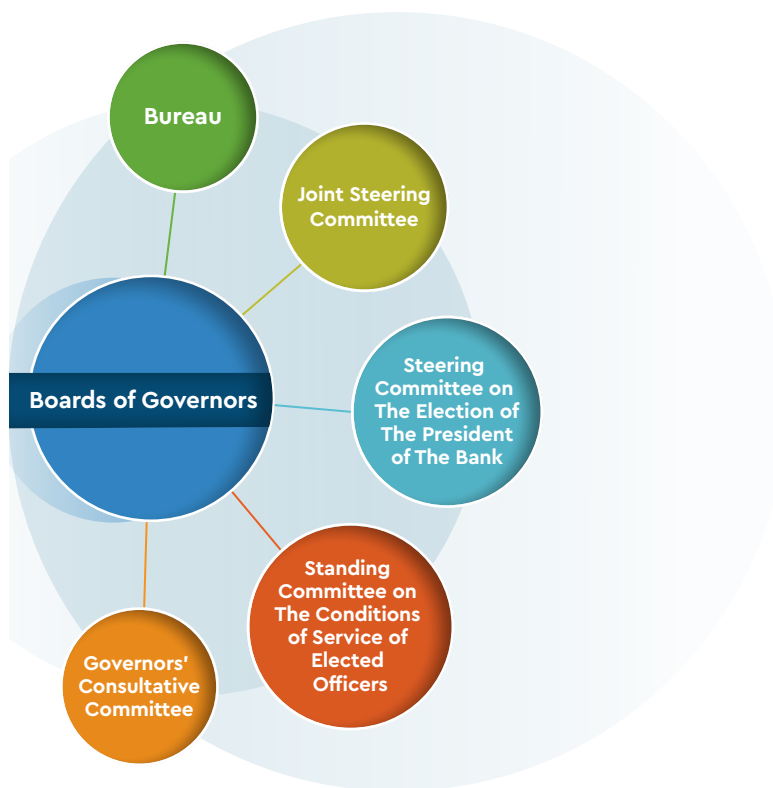 Bureau
Joint Steering
Committee
Steering
Committee on
The Election of
The President
of The Bank
Boards of Governors
Standing
Committee on
The Conditions
of Service of
Elected
Officers
Governors'
Consultative
Committee